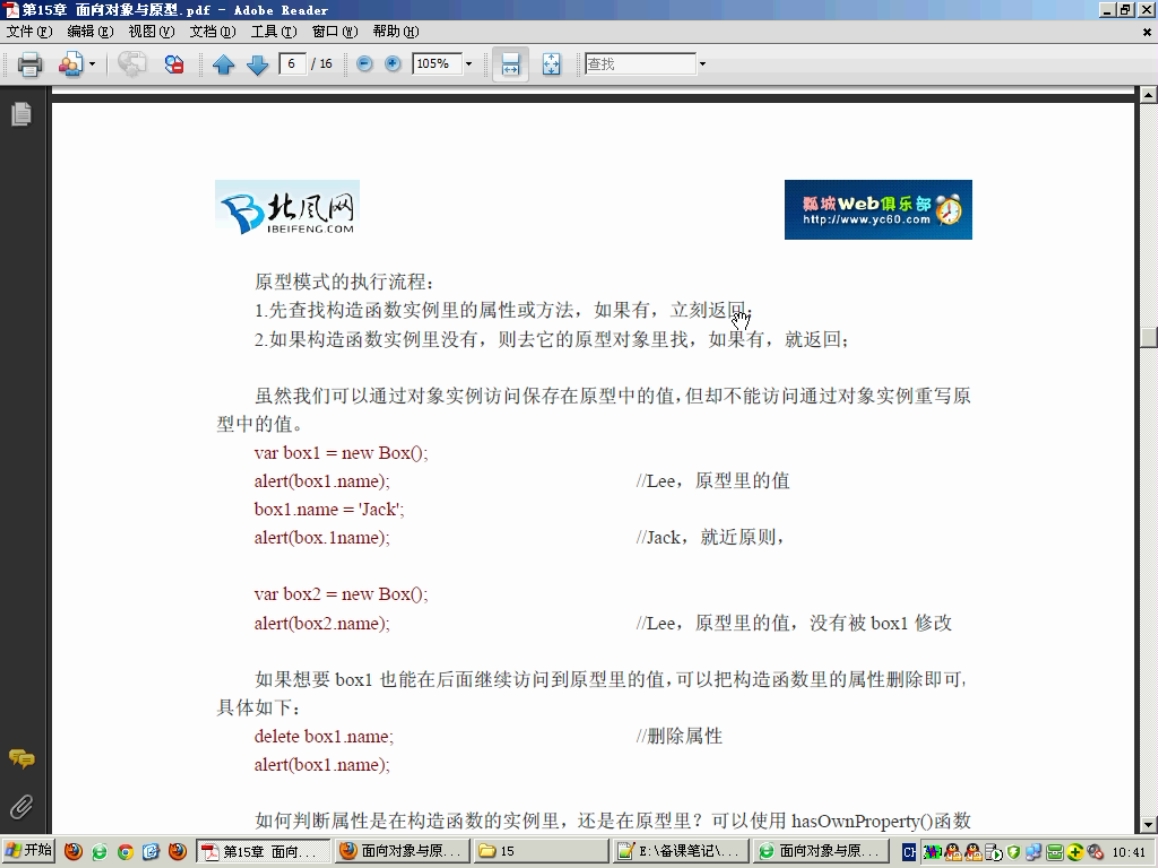 第15章 面向对象与原型.pdf - Adobe Reader
文件(F) 编辑(E) 视图(V) 文档(D) 工具(T) 窗口(W) 帮助(H)
6 / 16 105% 查找
北风网 瓢城Web俱乐部
IBEIFENG.COM http://www.yc60.com
原型模式的执行流程：
1.先查找构造函数实例里的属性或方法，如果有，立刻返回；
2.如果构造函数实例里没有，则去它的原型对象里找，如果有，就返回；
虽然我们可以通过对象实例访问保存在原型中的值，但却不能访问通过对象实例重写原
型中的值。
var box1 = new Box();
alert(box1.name); //Lee，原型里的值
box1.name = 'Jack';
alert(box.1name); //Jack，就近原则，
var box2 = new Box();
alert(box2.name); //Lee，原型里的值，没有被 box1 修改
如果想要 box1 也能在后面继续访问到原型里的值，可以把构造函数里的属性删除即可，
具体如下：
delete box1.name; //删除属性
alert(box1.name);
如何判断属性是在构造函数的实例里，还是在原型里？可以使用 hasOwnProperty()函数
开始 第15章 面向... 面向对象与原... 15 E:\备课笔记\... 面向对象与原... CH 10:41